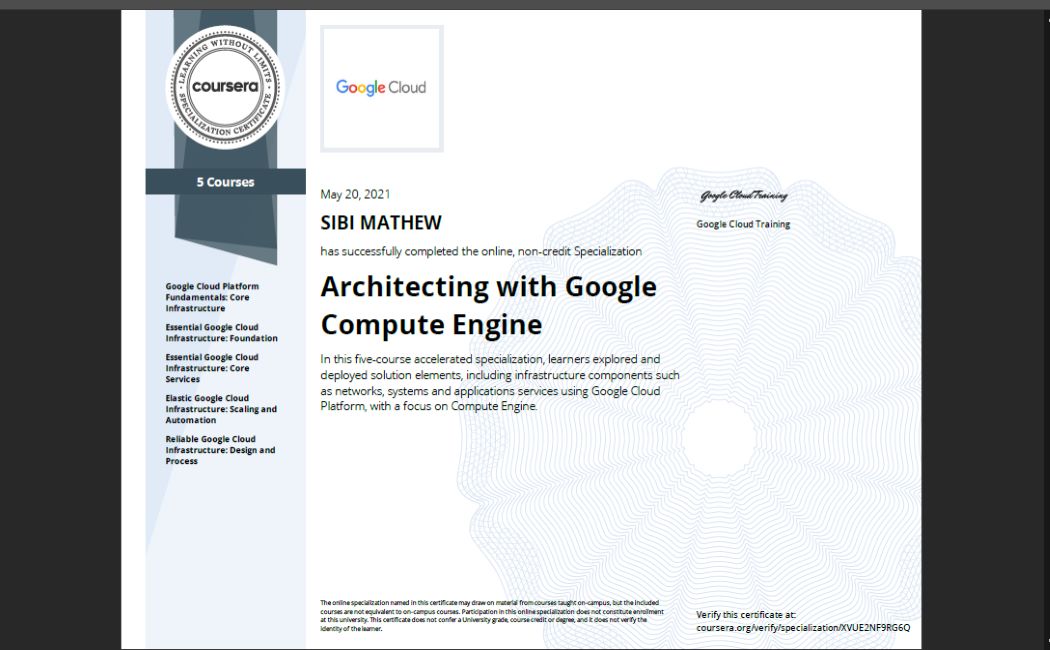 LEARNING WITHOUT LIMITS
coursera
SPECIALIZATION CERTIFICATE
Google Cloud
5 Courses
Google Cloud Platform
Fundamentals: Core
Infrastructure
Essential Google Cloud
Infrastructure: Foundation
Essential Google Cloud
Infrastructure: Core
Services
Elastic Google Cloud
Infrastructure: Scaling and
Automation
Reliable Google Cloud
Infrastructure: Design and
Process
May 20, 2021
SIBI MATHEW
has successfully completed the online, non-credit Specialization
Architecting with Google
Compute Engine
In this five-course accelerated specialization, learners explored and
deployed solution elements, including infrastructure components such
as networks, systems and applications services using Google Cloud
Platform, with a focus on Compute Engine.
Google Cloud Training
Google Cloud Training
The online specialization named in this certificate may draw on material from courses taught on-campus, but the included
courses are not equivalent to on-campus courses. Participation in this online specialization does not constitute enrollment
at this university. This certificate does not confer a University grade, course credit or degree, and it does not verify the
identity of the learner.
Verify this certificate at:
coursera.org/verify/specialization/XVUE2NF9RG6Q